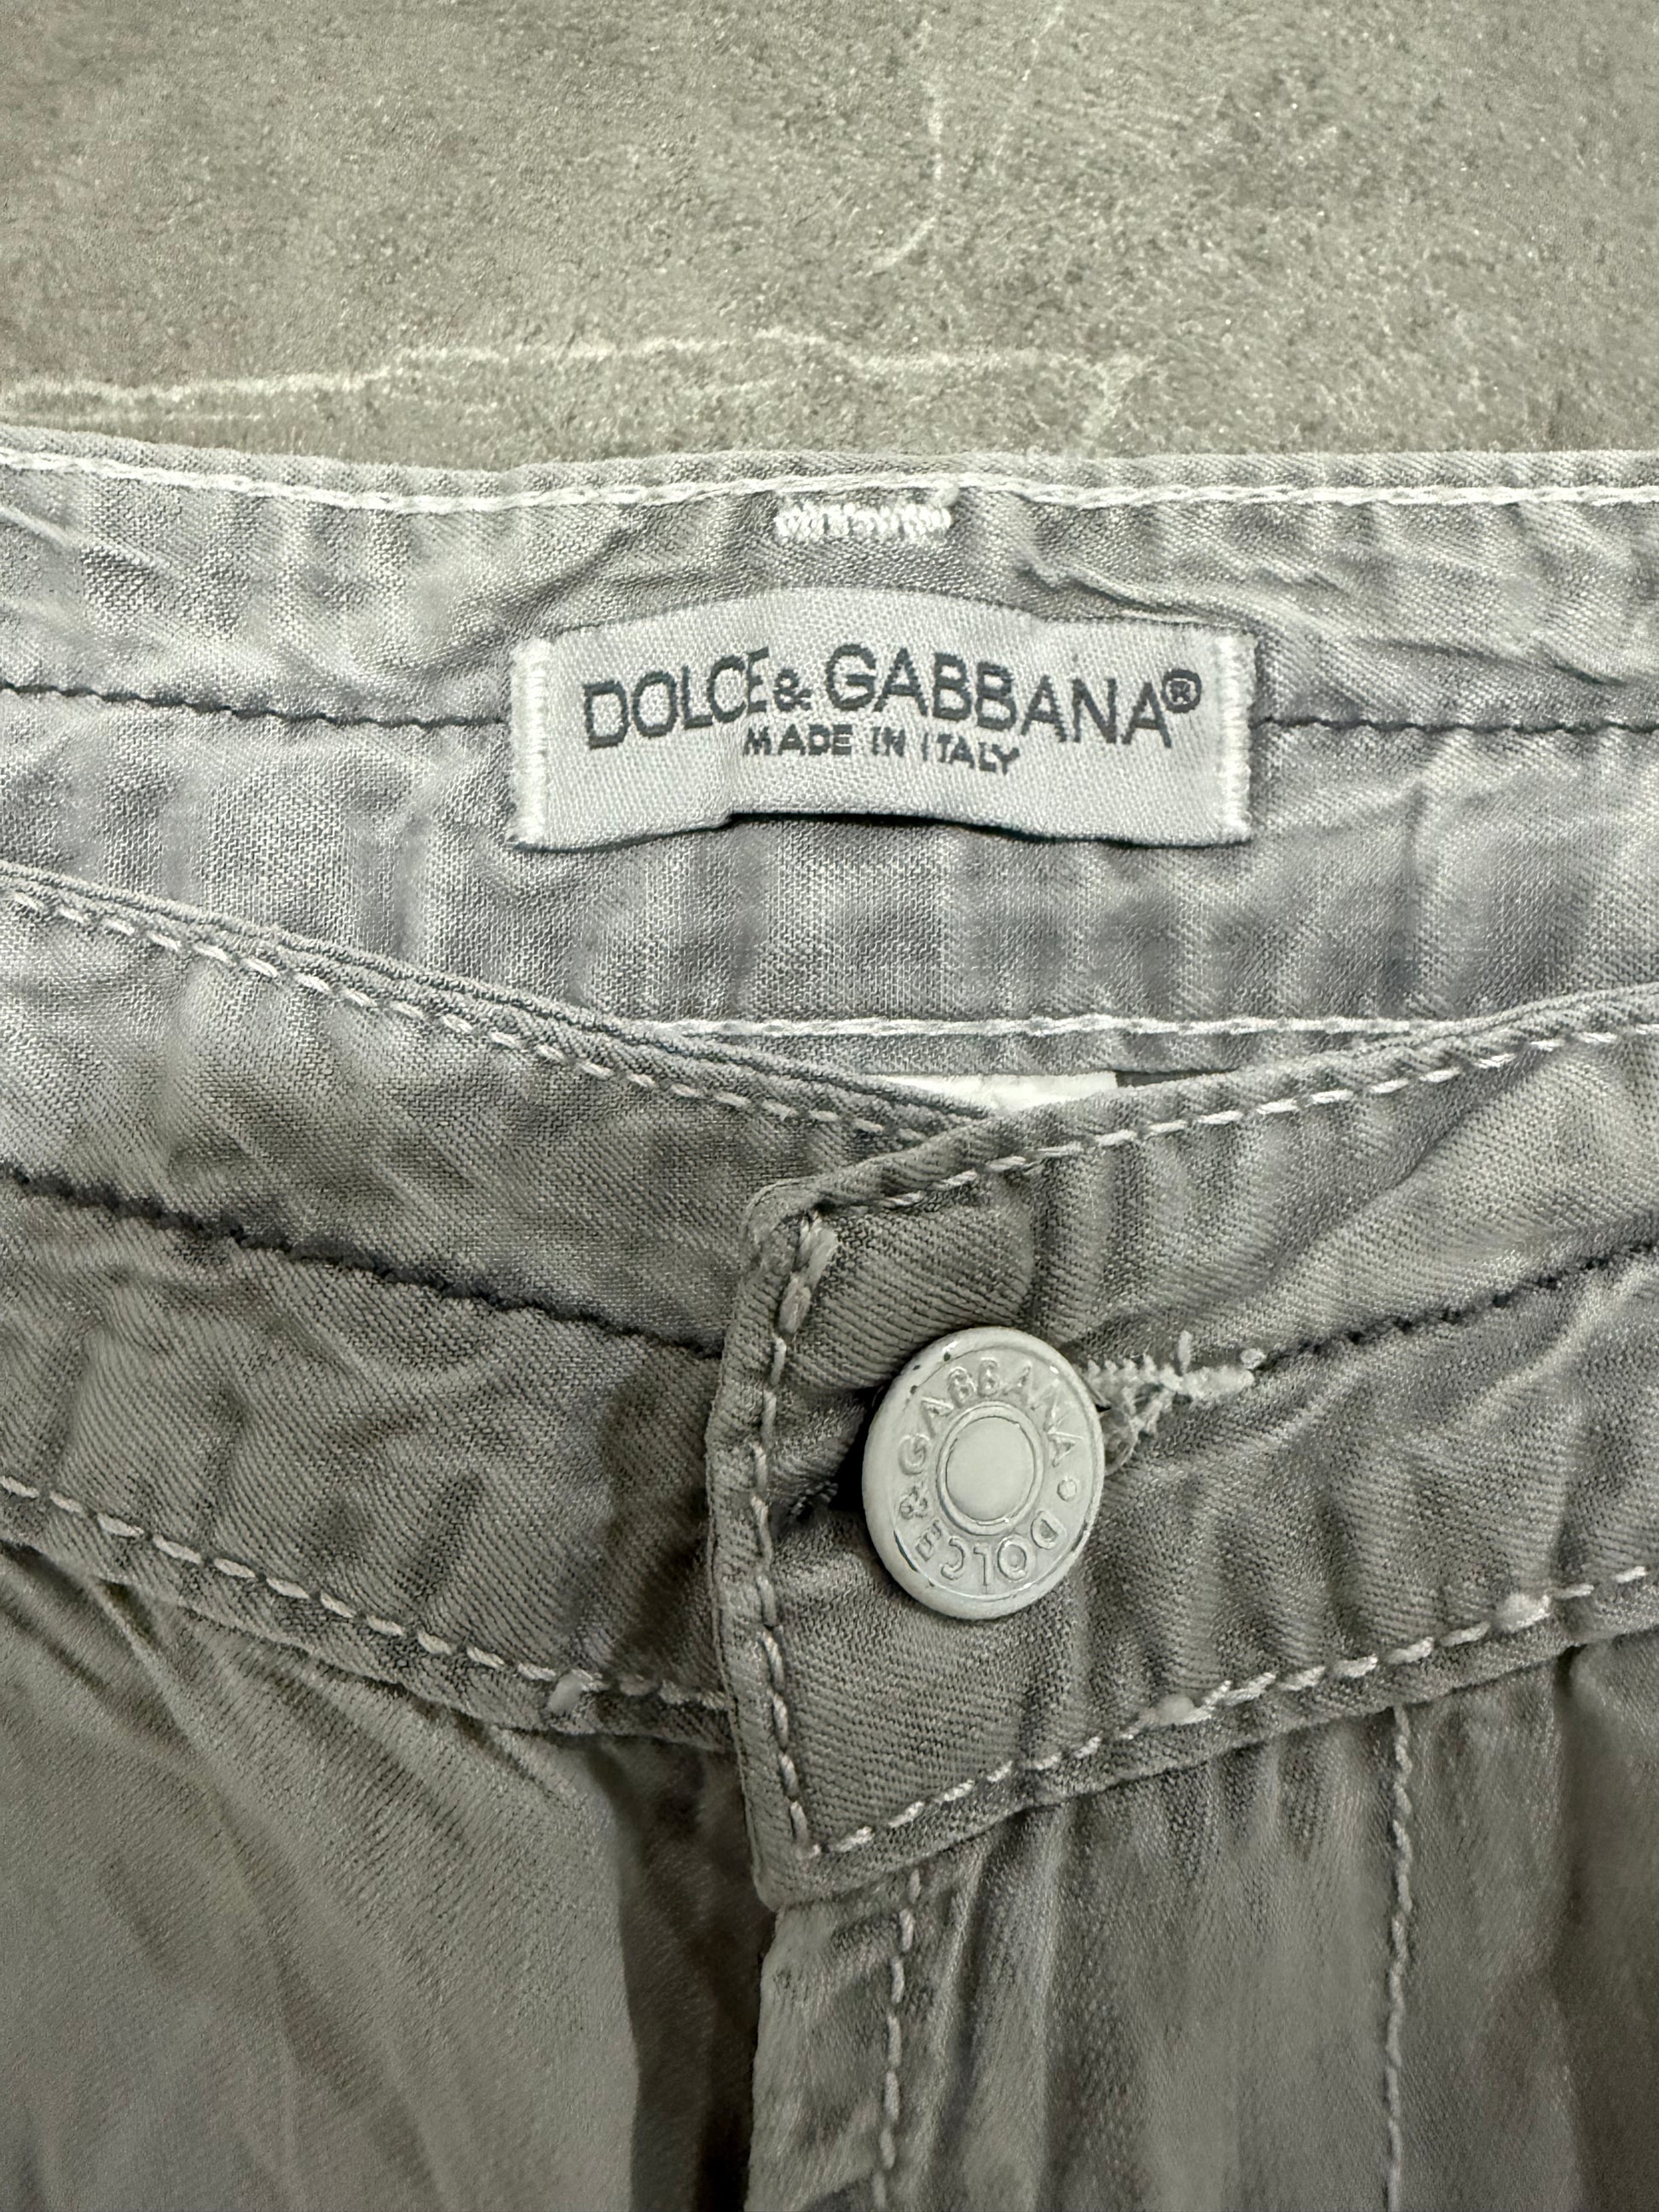 DOLCE & GABBANA®
MADE IN ITALY
DOLCE & GABBANA •